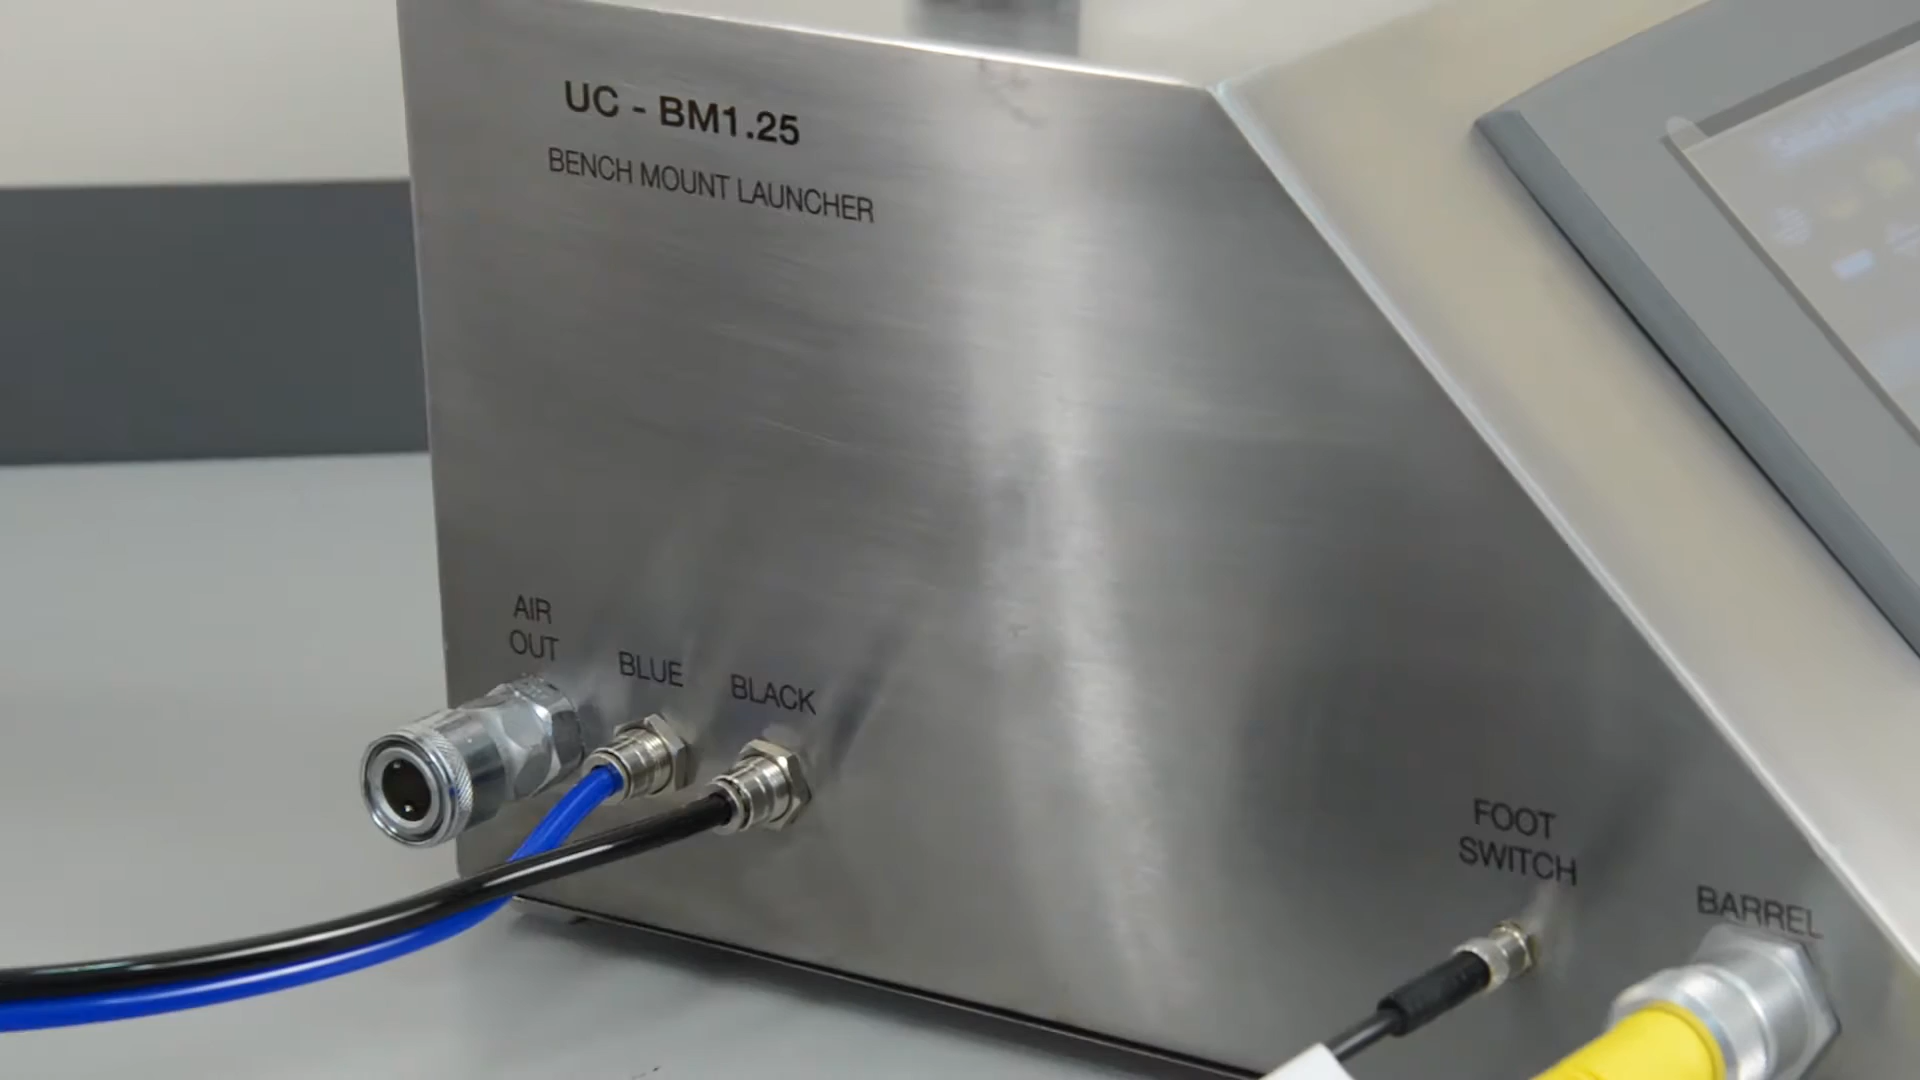 UC - BM1.25
BENCH MOUNT LAUNCHER
AIR
OUT
BLUE
BLACK
FOOT
SWITCH
BARREL